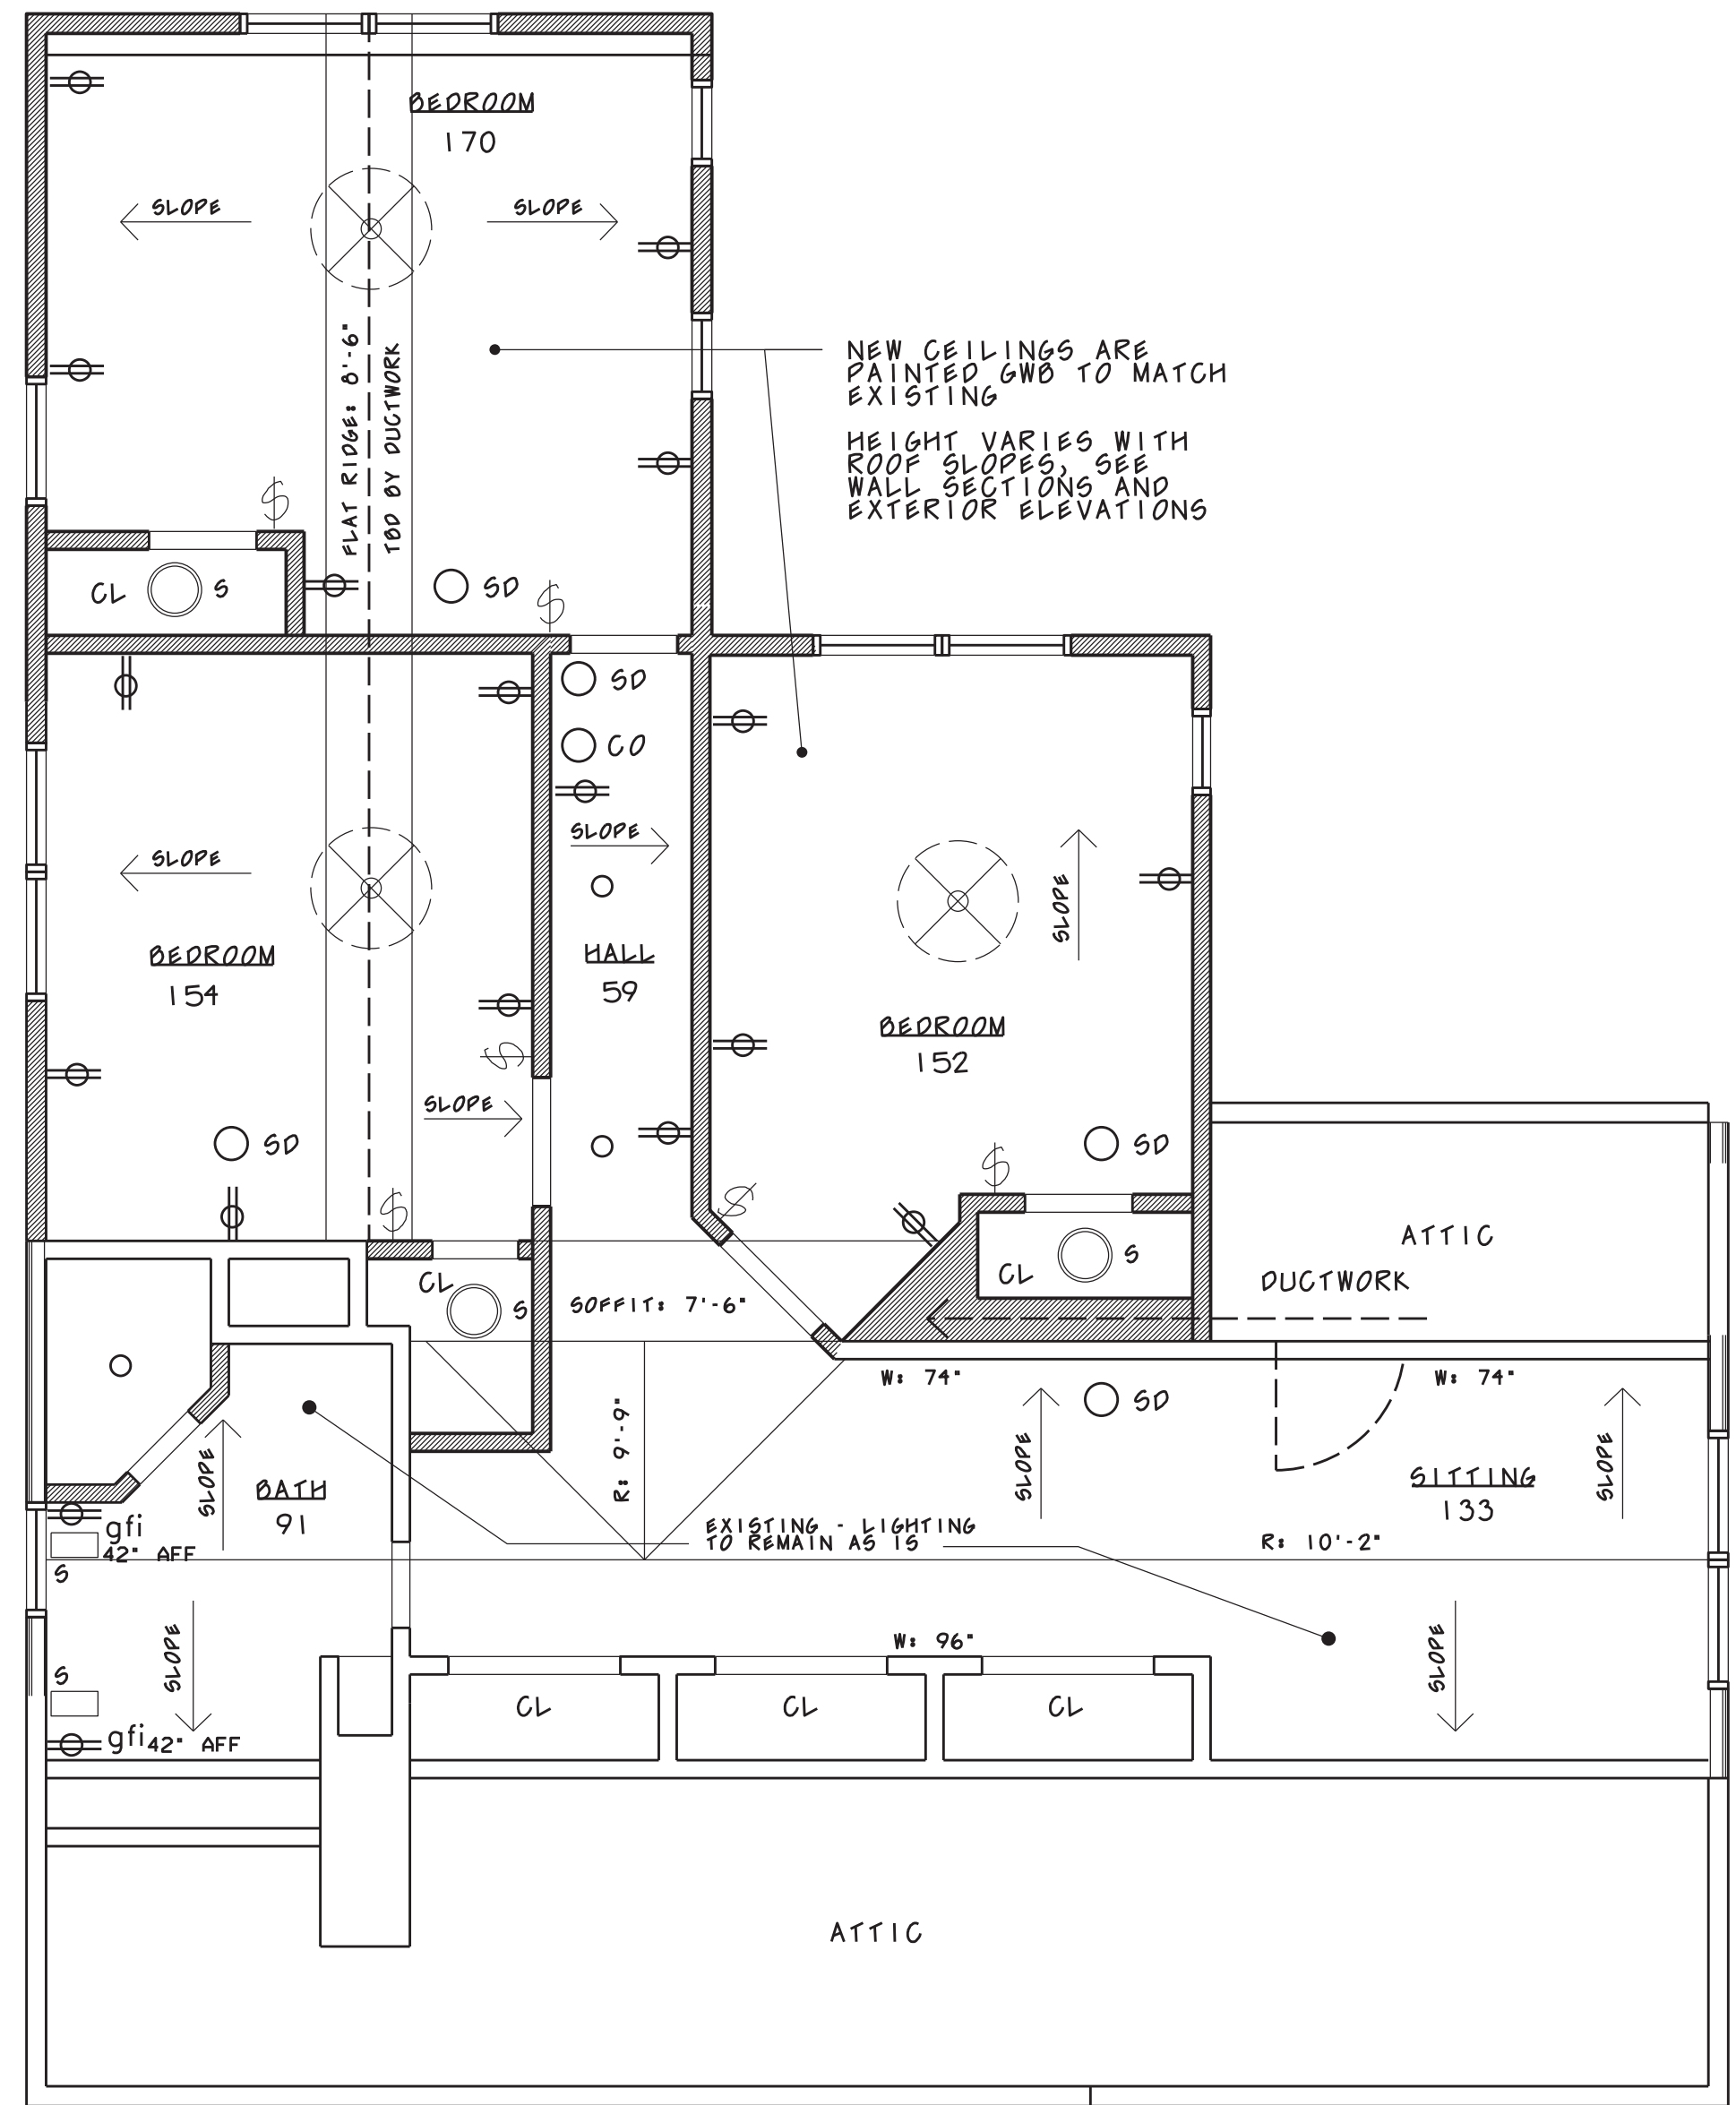 BEDROOM
170
SLOPE
SLOPE
FLAT RIDGE: 8'-6"
TBD BY DUCTWORK
NEW CEILINGS ARE
PAINTED GWB TO MATCH
EXISTING
HEIGHT VARIES WITH
ROOF SLOPES, SEE
WALL SECTIONS AND
EXTERIOR ELEVATIONS
$
CL
S
SD
$
SD
CO
SLOPE
SLOPE
SLOPE
BEDROOM
154
HALL
59
BEDROOM
152
$
SLOPE
SD
SD
$
$
$
ATTIC
CL
S
DUCTWORK
CL
S
SOFFIT: 7'-6"
W: 74"
W: 74"
SD
R: 9'-9"
SLOPE
SLOPE
SLOPE
BATH
91
SITTING
133
gfi
42" AFF
S
EXISTING - LIGHTING
TO REMAIN AS IS
R: 10'-2"
SLOPE
W: 96"
SLOPE
S
CL
CL
CL
gfi 42" AFF
ATTIC